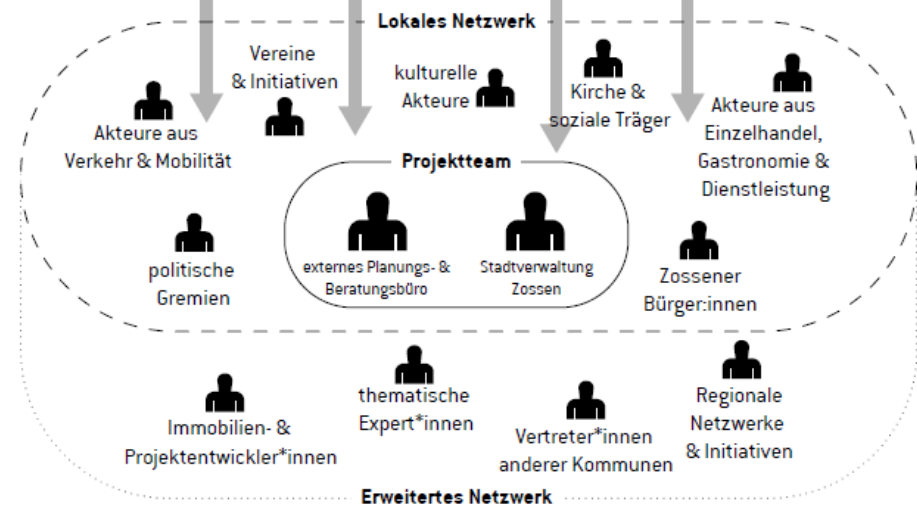 Lokales Netzwerk
Vereine
& Initiativen
kulturelle
Akteure
Kirche &
soziale Träger
Akteure aus
Einzelhandel,
Gastronomie &
Dienstleistung
Akteure aus
Verkehr & Mobilität
Projektteam
externes Planungs- &
Beratungsbüro
Stadtverwaltung
Zossen
politische
Gremien
Zossener
Bürger:innen
Immobilien- &
Projektentwickler*innen
thematische
Expert*innen
Vertreter*innen
anderer Kommunen
Regionale
Netzwerke
& Initiativen
Erweitertes Netzwerk